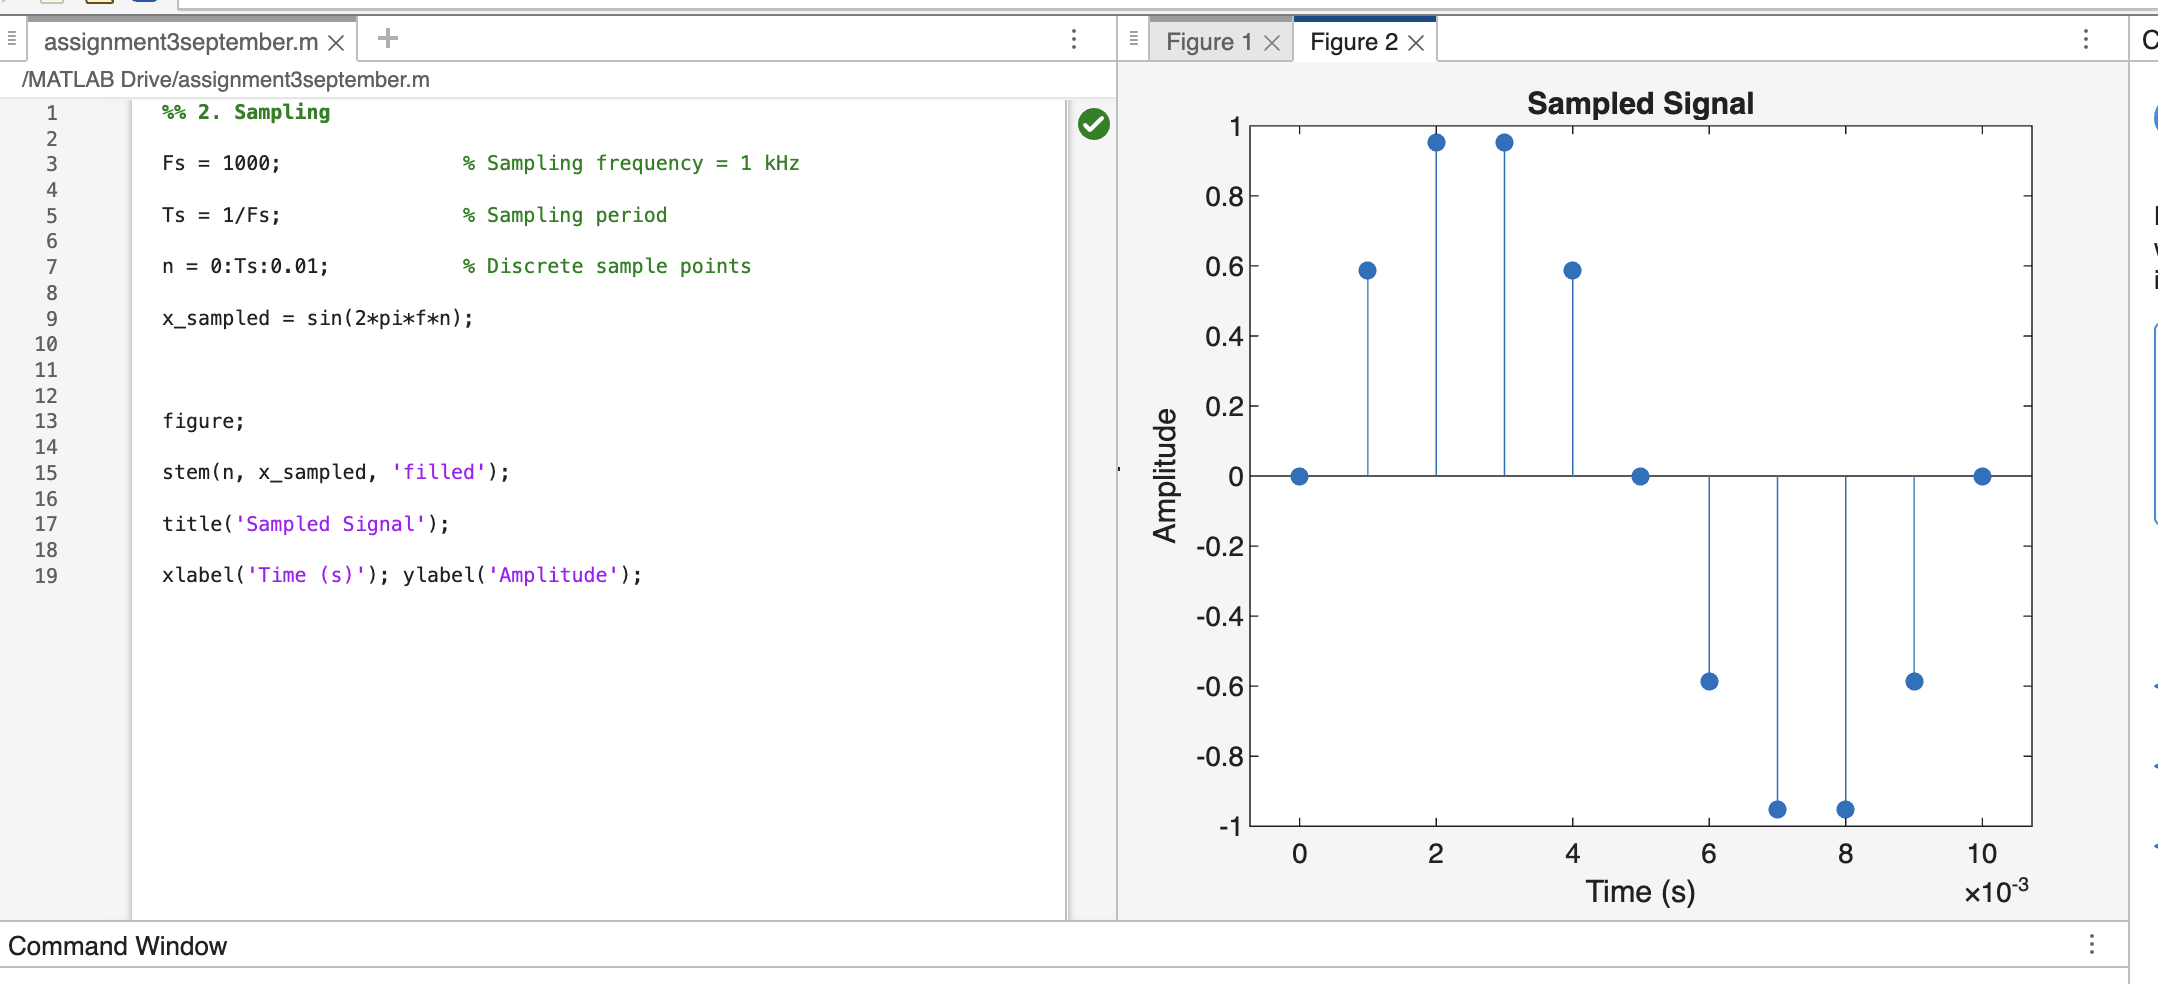 assignment3september.m
/MATLAB Drive/assignment3september.m
1 %% 2. Sampling
2
3 Fs = 1000; % Sampling frequency = 1 kHz
4
5 Ts = 1/Fs; % Sampling period
6
7 n = 0:Ts:0.01; % Discrete sample points
8
9 x_sampled = sin(2*pi*f*n);
10
11
12
13 figure;
14
15 stem(n, x_sampled, 'filled');
16
17 title('Sampled Signal');
18
19 xlabel('Time (s)'); ylabel('Amplitude');
Figure 1
Figure 2
Sampled Signal
1
0.8
0.6
0.4
0.2
0
-0.2
-0.4
-0.6
-0.8
-1
Amplitude
0 2 4 6 8 10
Time (s)
×10-3
Command Window